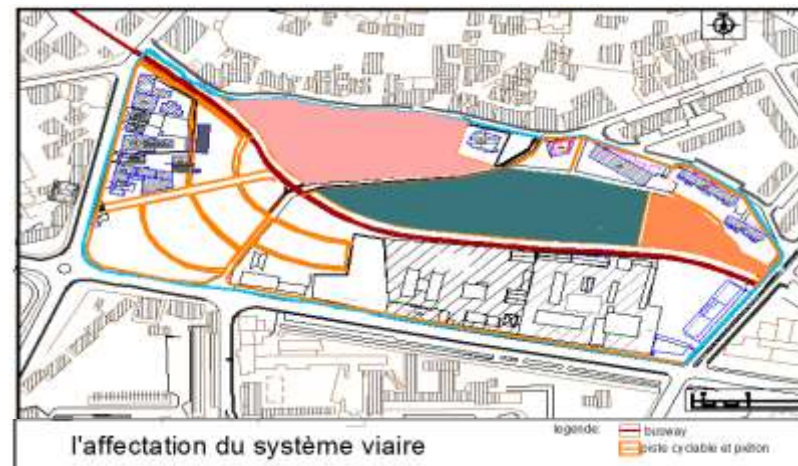 l'affectation du système viaire
legende:
busway
piste cyclable et piéton